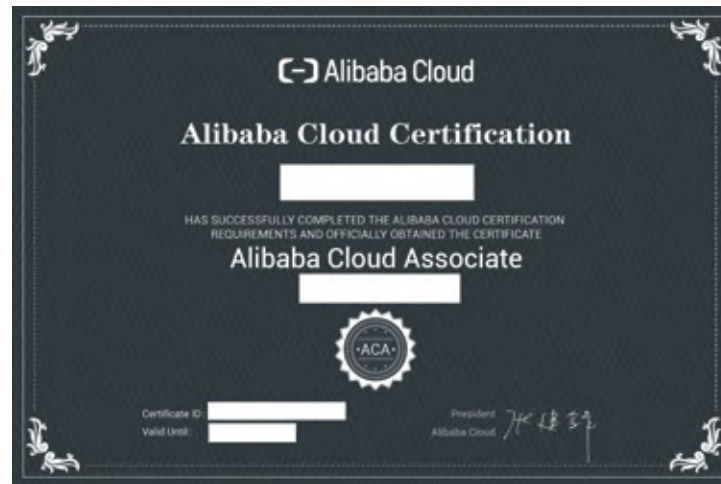 Alibaba Cloud
Alibaba Cloud Certification
HAS SUCCESSFULLY COMPLETED THE ALIBABA CLOUD CERTIFICATION
REQUIREMENTS AND OFFICIALLY OBTAINED THE CERTIFICATE
Alibaba Cloud Associate
·ACA·
Certificate ID:
President
Valid Until:
Alibaba Cloud